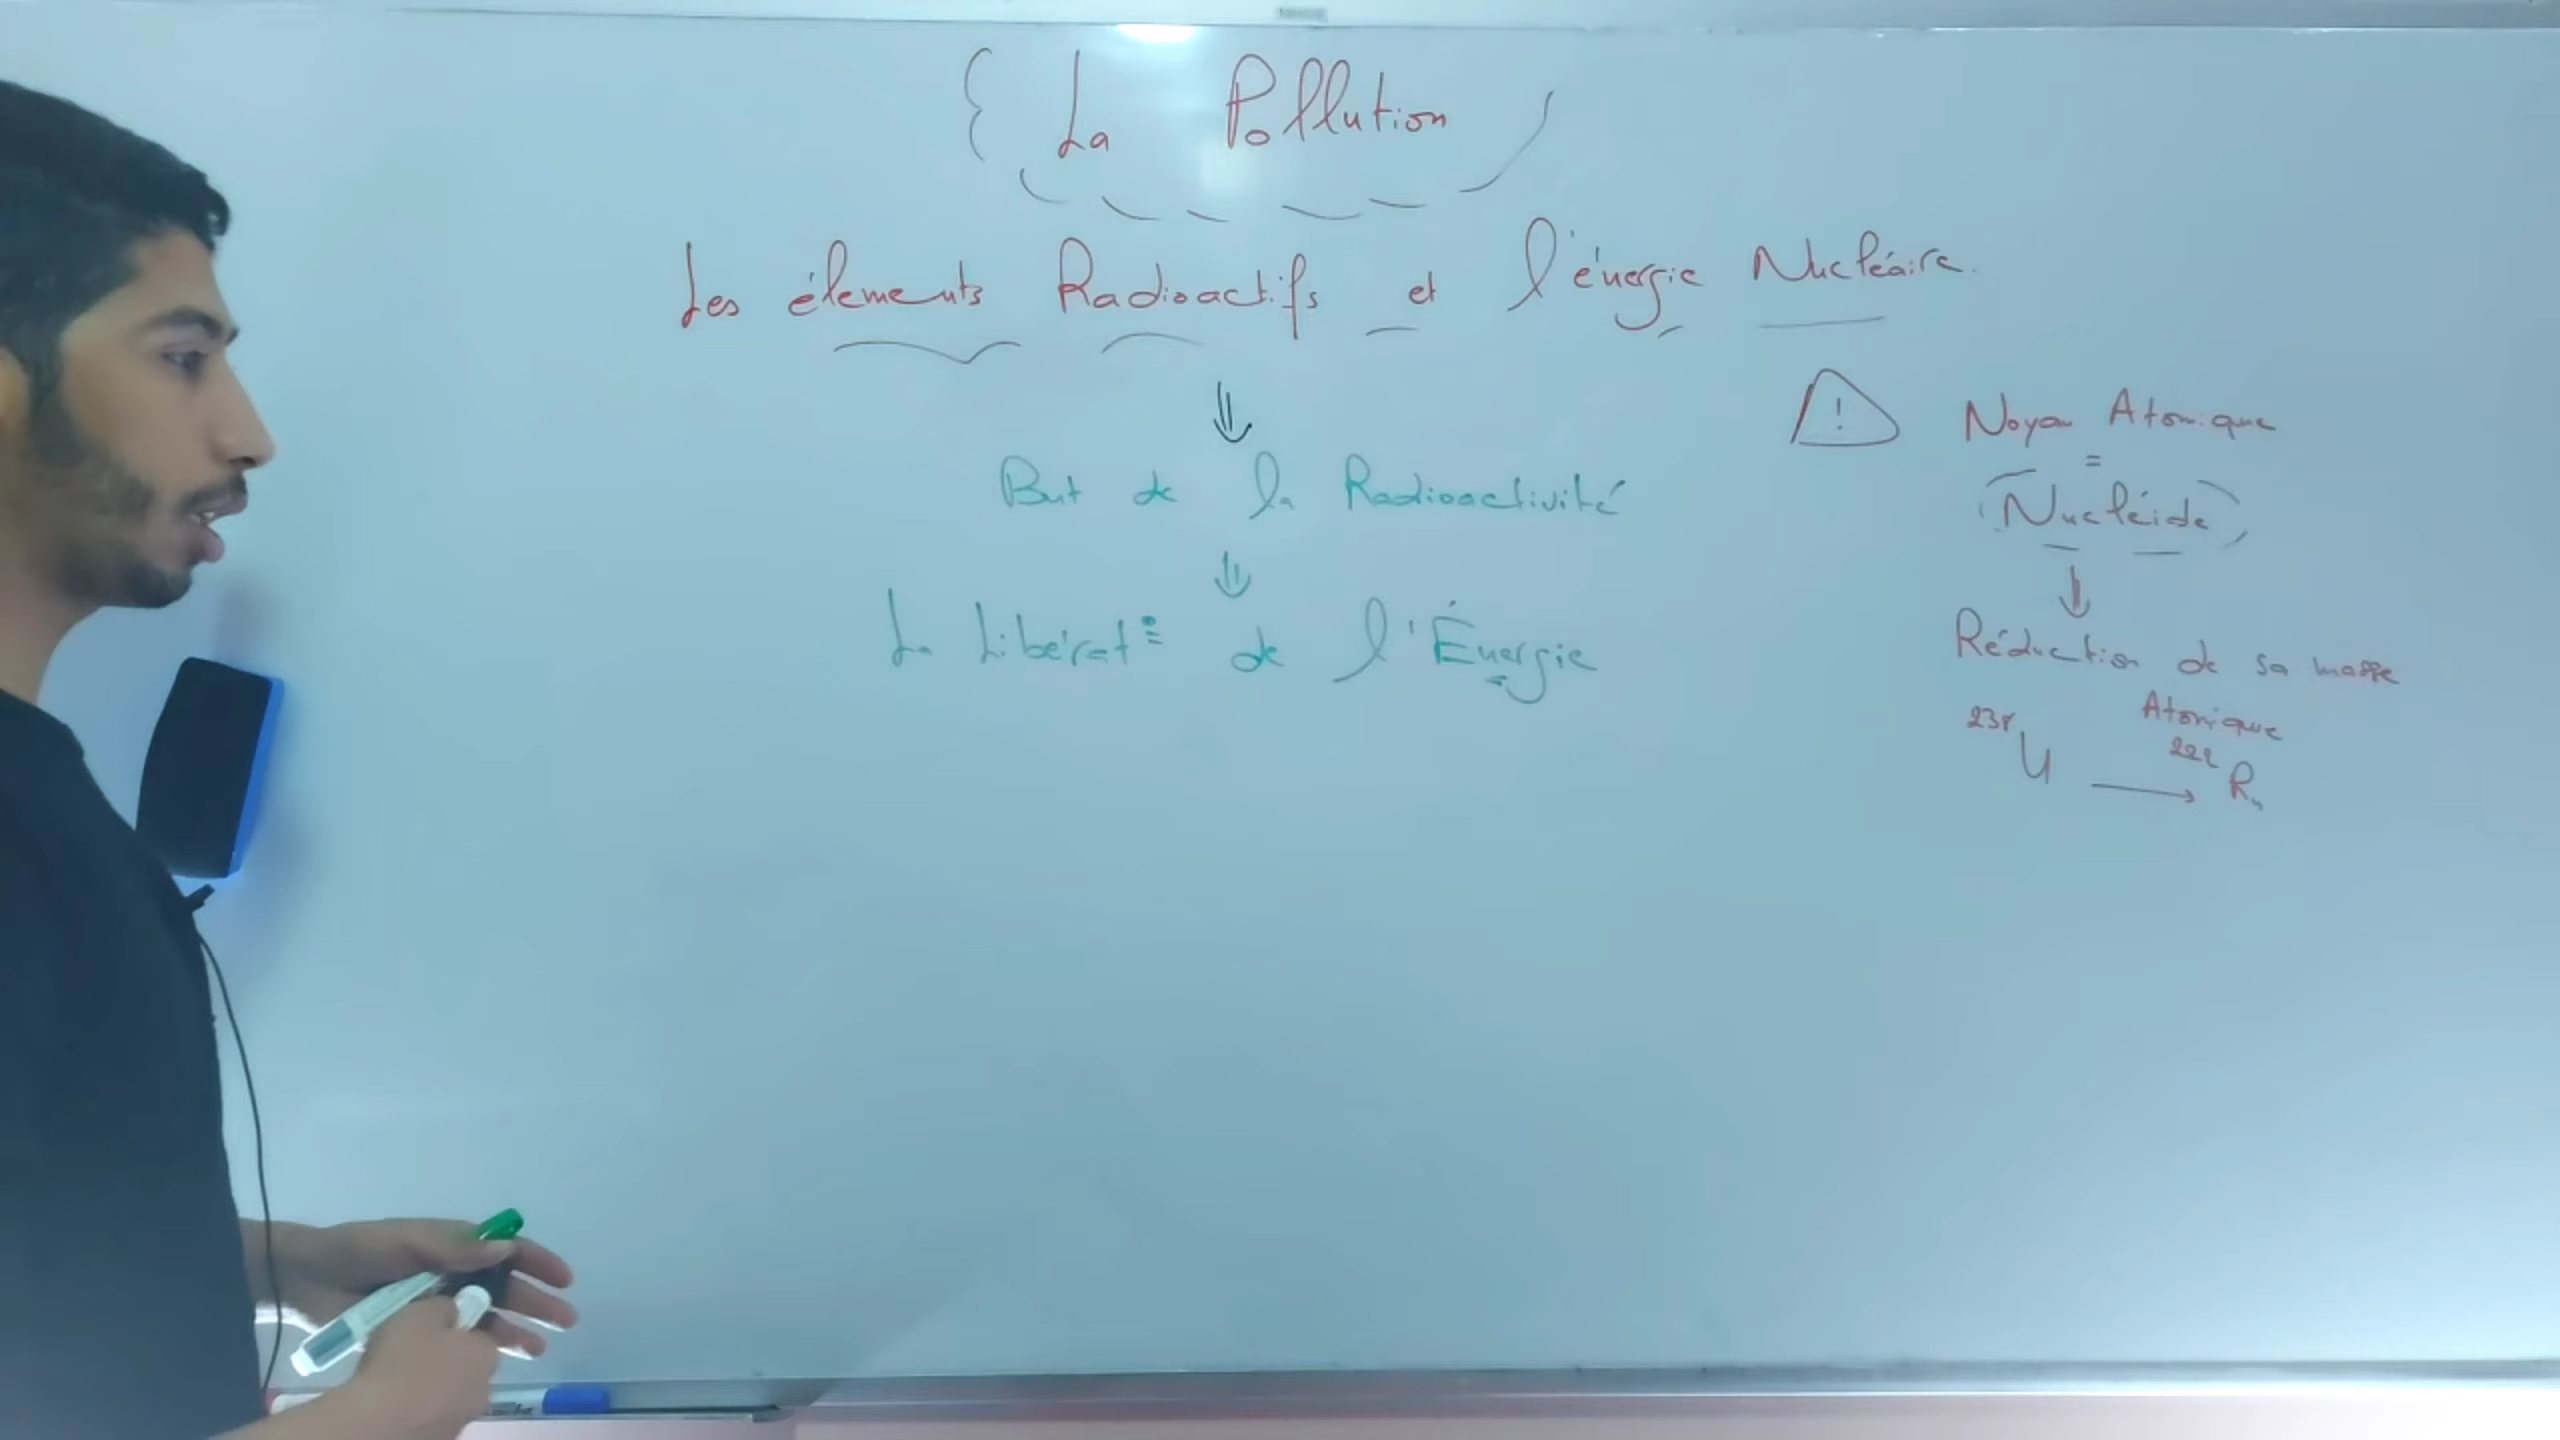 La Pollution
Les élements Radioactifs et l'énergie Nucléaire.
But de la Radioactivité
La Libérat° de l'Énergie
!
Noyau Atomique
=
Nucléide
Réduction de sa masse
Atomique
238 U → 222 Rn